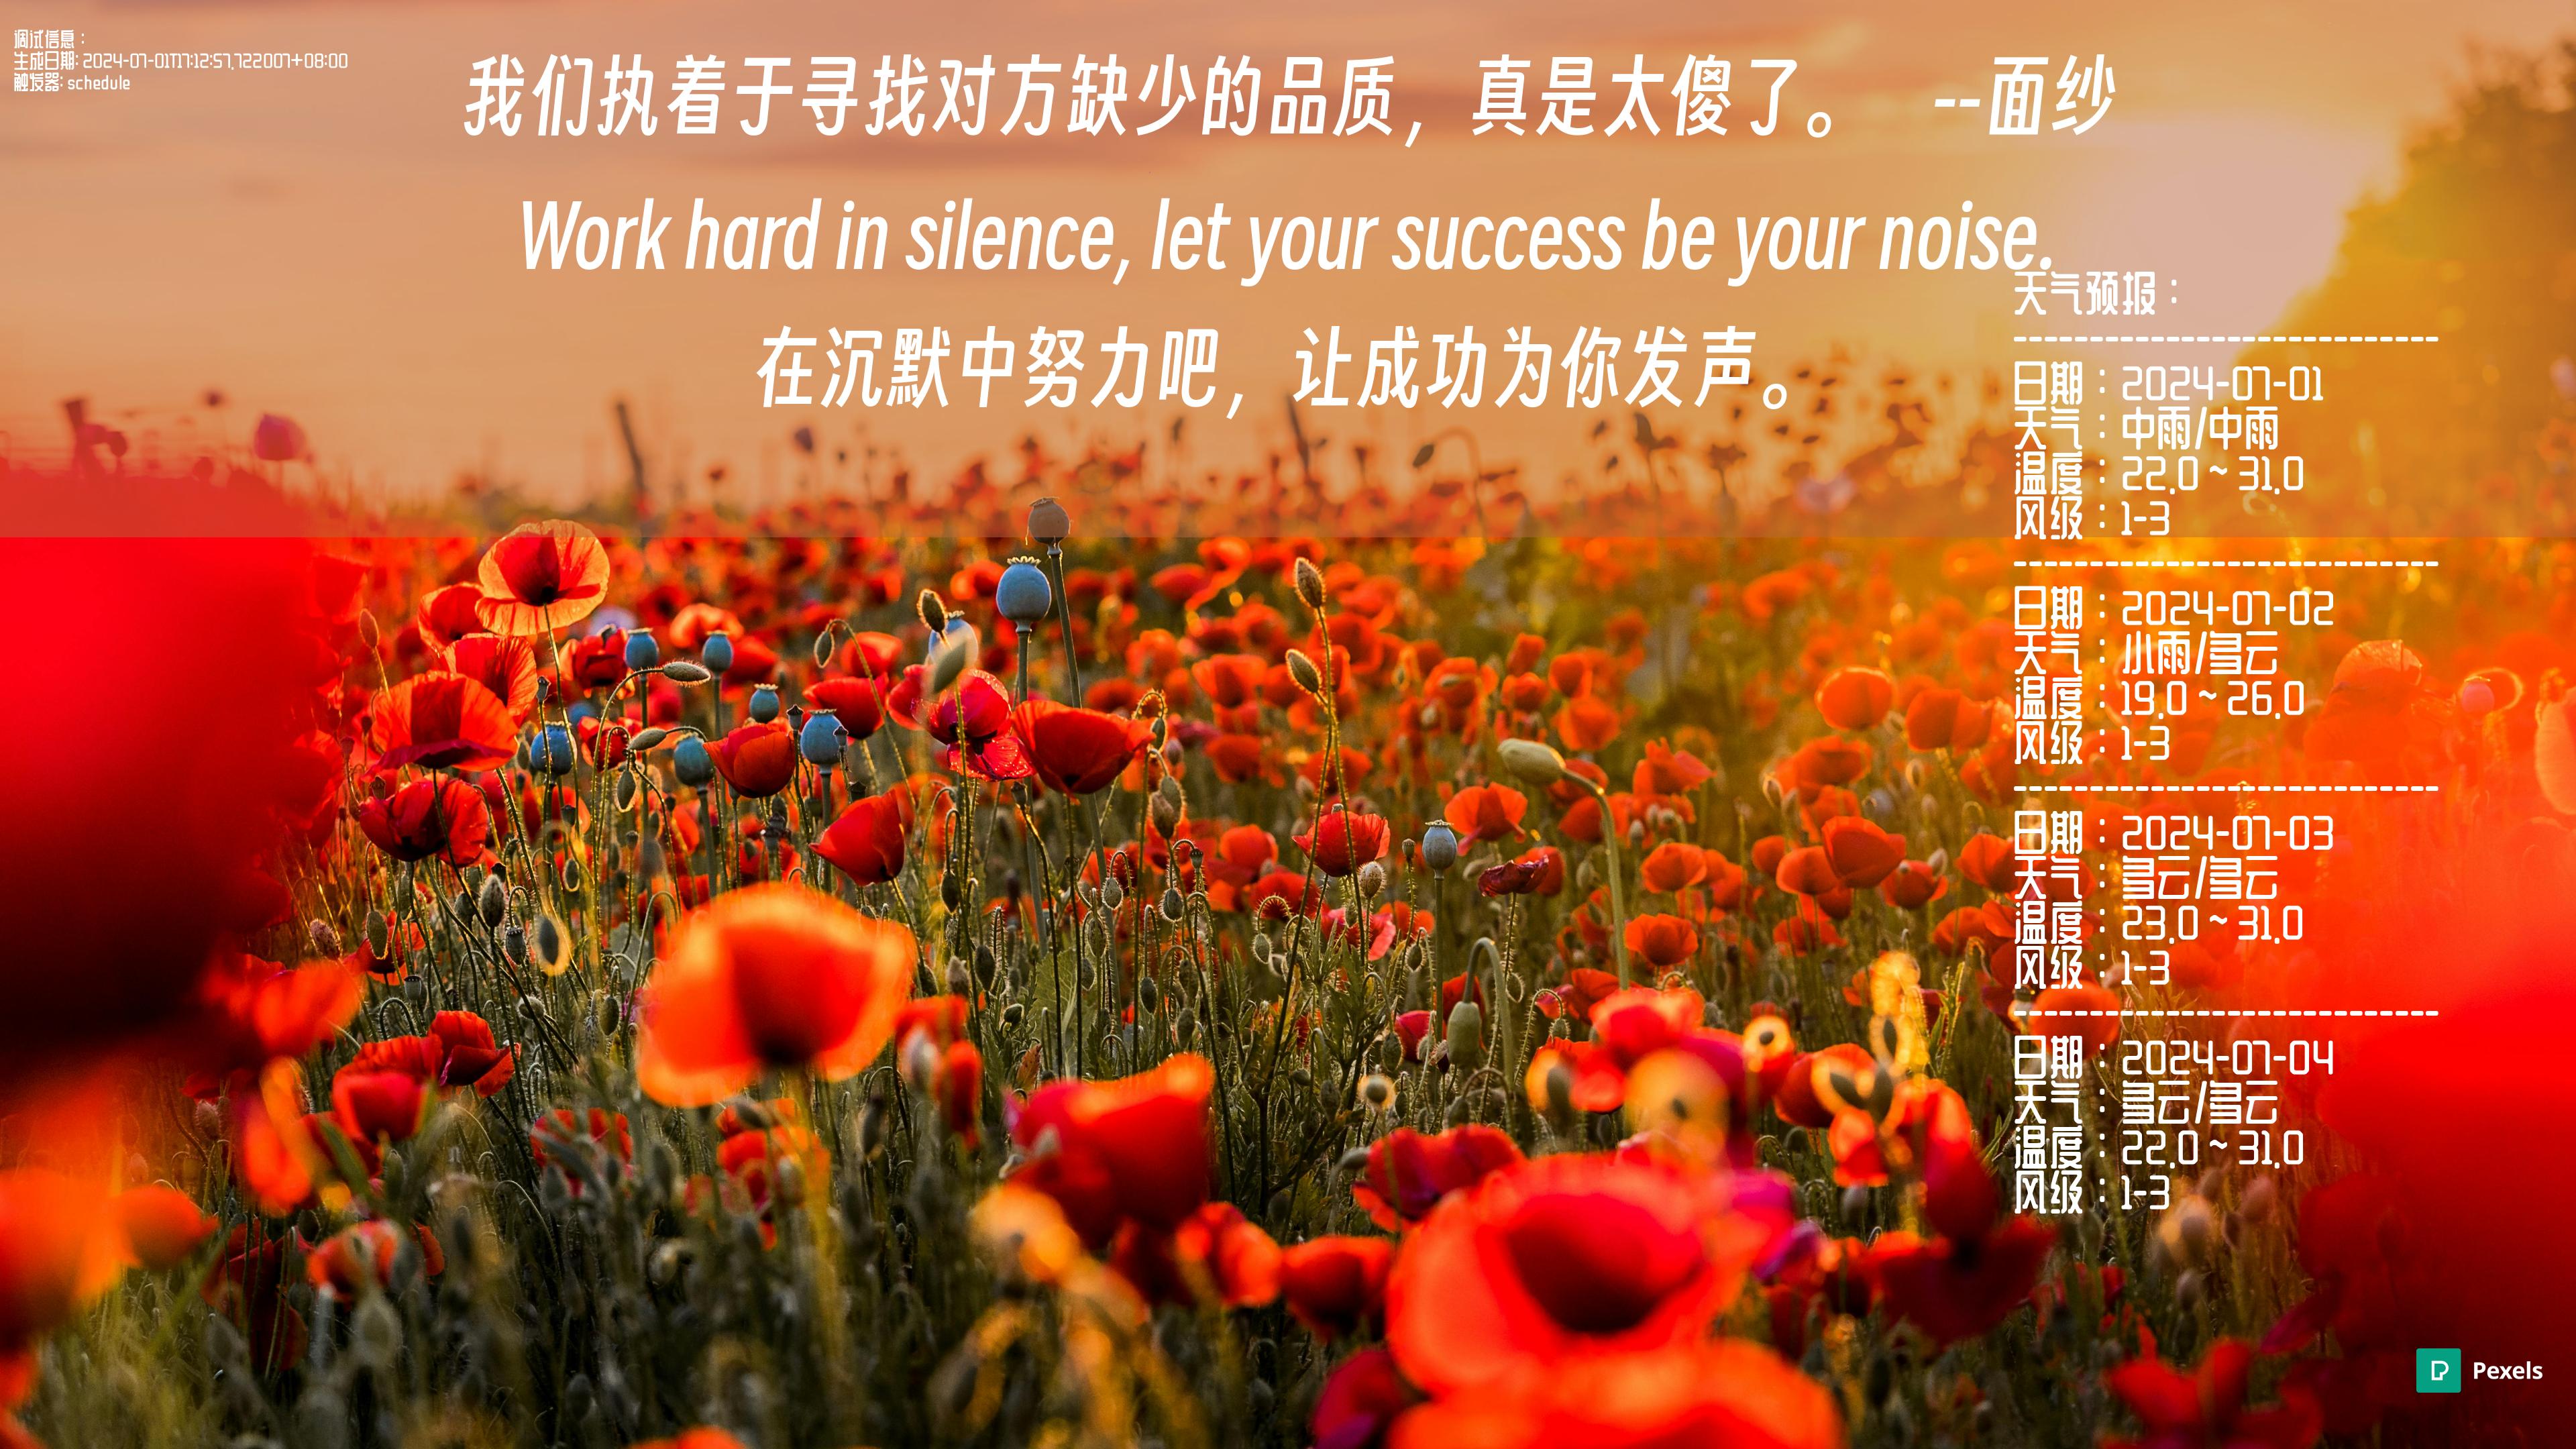 调试信息：
生成日期: 2024-07-01T17:12:57.722007+08:00
触发器: schedule
我们执着于寻找对方缺少的品质，真是太傻了。 --面纱
Work hard in silence, let your success be your noise.
在沉默中努力吧，让成功为你发声。
天气预报：
------------------------------
日期：2024-07-01
天气：中雨/中雨
温度：22.0 ~ 31.0
风级：1-3
------------------------------
日期：2024-07-02
天气：小雨/多云
温度：19.0 ~ 26.0
风级：1-3
------------------------------
日期：2024-07-03
天气：多云/多云
温度：23.0 ~ 31.0
风级：1-3
------------------------------
日期：2024-07-04
天气：多云/多云
温度：22.0 ~ 31.0
风级：1-3
Pexels